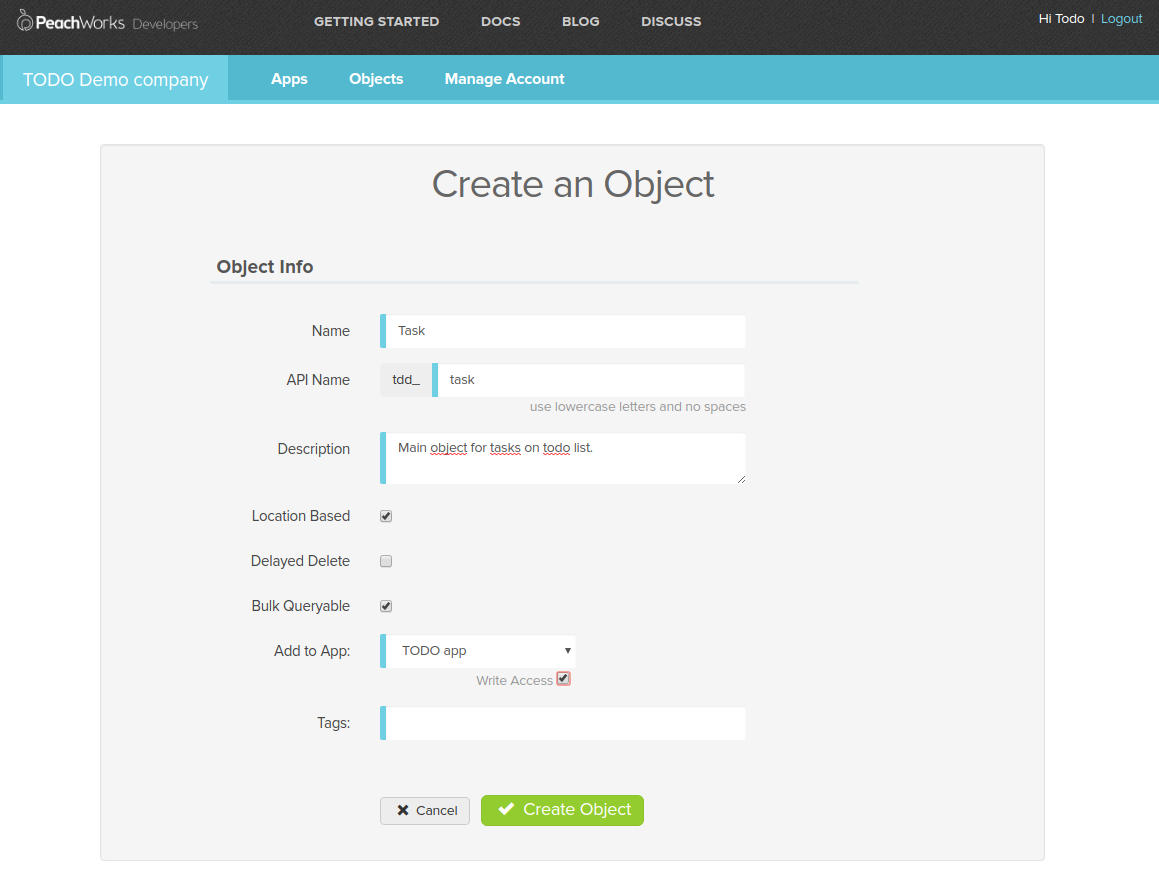 PeachWorks Developers GETTING STARTED DOCS BLOG DISCUSS Hi Todo | Logout
TODO Demo company Apps Objects Manage Account
Create an Object
Object Info
Name Task
API Name tdd_ task
use lowercase letters and no spaces
Description Main object for tasks on todo list.
Location Based
Delayed Delete
Bulk Queryable
Add to App: TODO app
Write Access
Tags:
Cancel Create Object